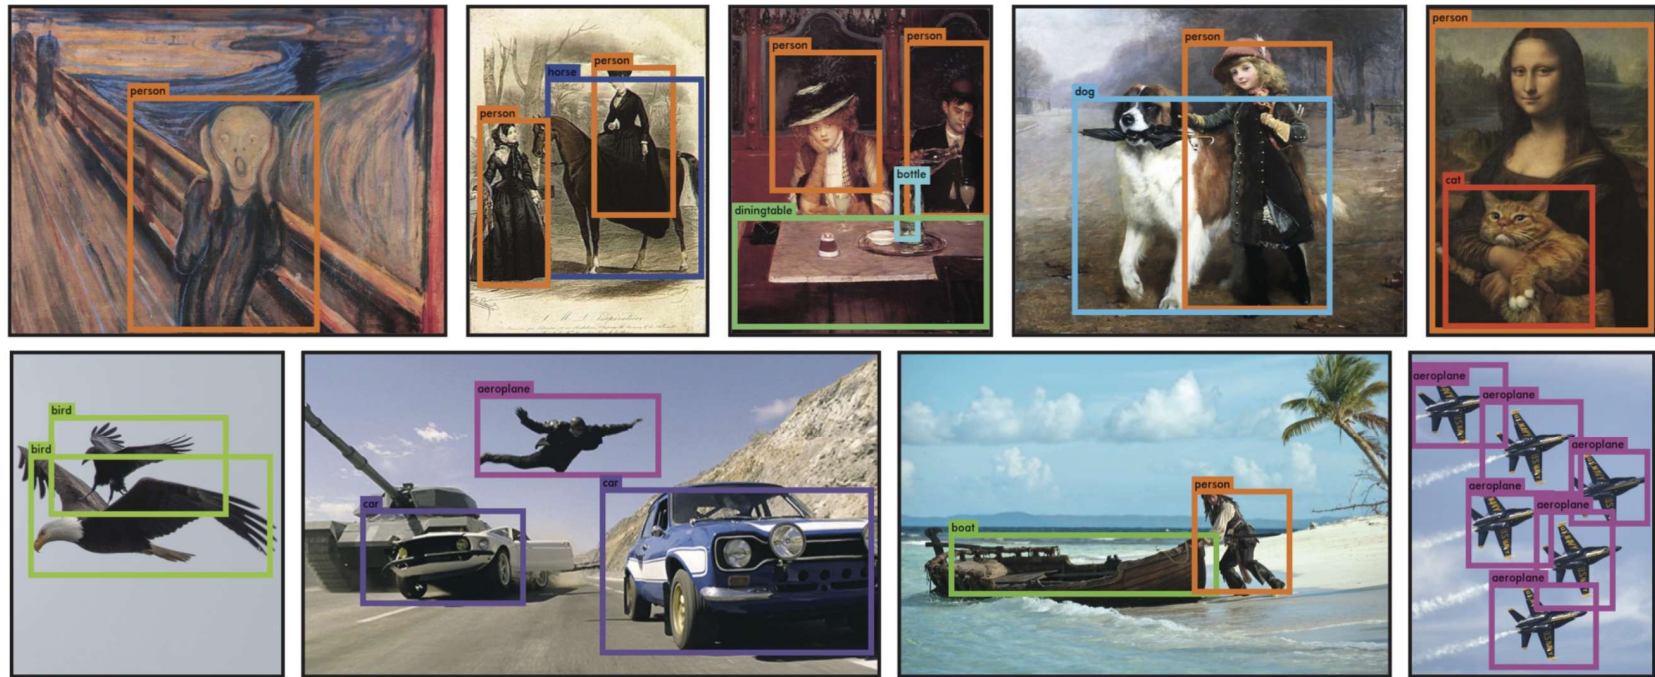 person
person
horse
person
person
person
bottle
diningtable
person
dog
person
cat
bird
bird
aeroplane
car
car
boat
person
aeroplane
aeroplane
aeroplane
aeroplane
aeroplane
aeroplane